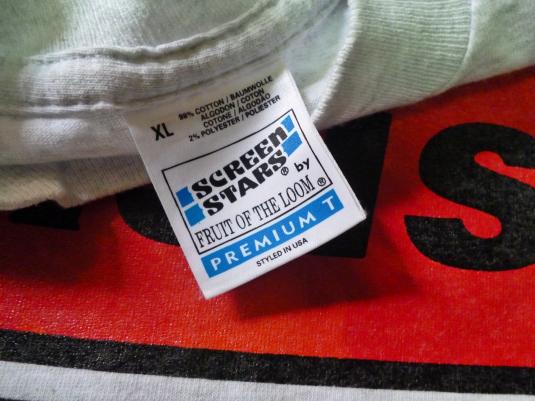 XL
98% COTTON / BAUMWOLLE
ALGODON / COTON
COTONE / ALGODÃO
2% POLYESTER / POLIESTER
SCREEN
STARS® by
FRUIT OF THE LOOM®
PREMIUM T
STYLED IN USA